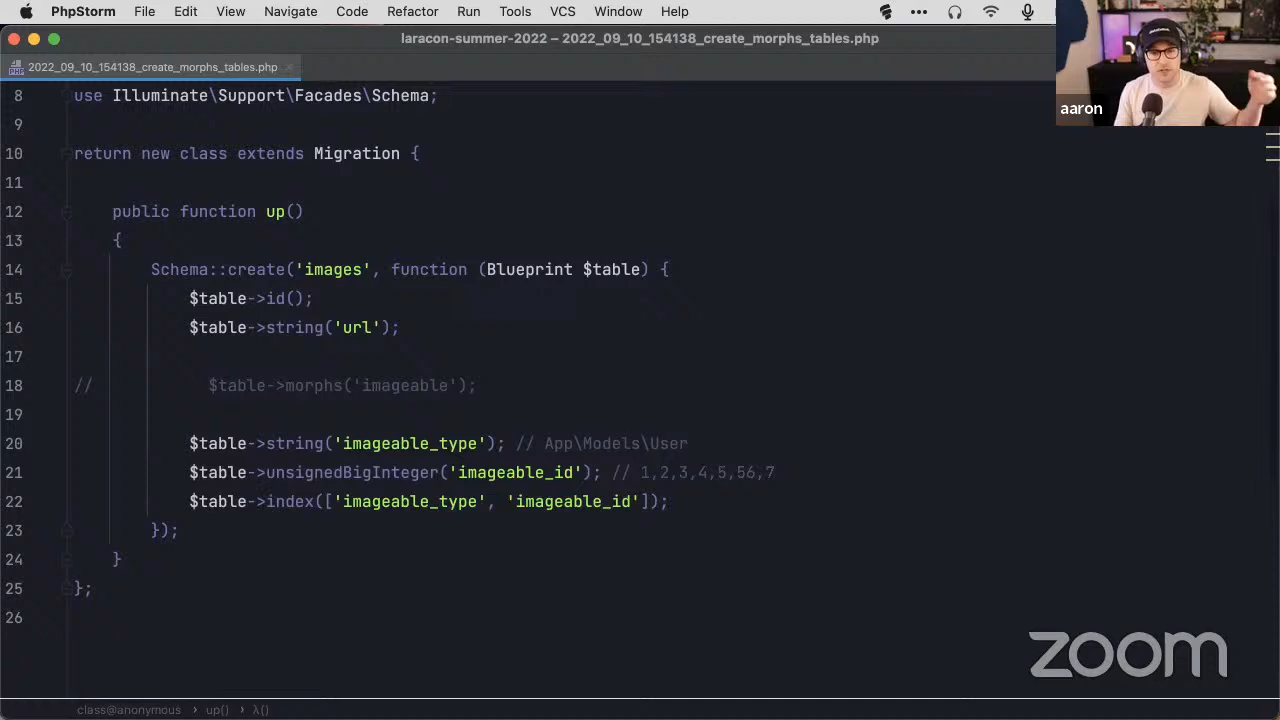 PhpStorm File Edit View Navigate Code Refactor Run Tools VCS Window Help
laracon-summer-2022 – 2022_09_10_154138_create_morphs_tables.php
2022_09_10_154138_create_morphs_tables.php
aaron
8 use Illuminate\Support\Facades\Schema;
9
10 return new class extends Migration {
11
12 public function up()
13 {
14 Schema::create('images', function (Blueprint $table) {
15 $table->id();
16 $table->string('url');
17
18 // $table->morphs('imageable');
19
20 $table->string('imageable_type'); // App\Models\User
21 $table->unsignedBigInteger('imageable_id'); // 1,2,3,4,5,56,7
22 $table->index(['imageable_type', 'imageable_id']);
23 });
24 }
25 };
26
zoom
class@anonymous › up() › λ()